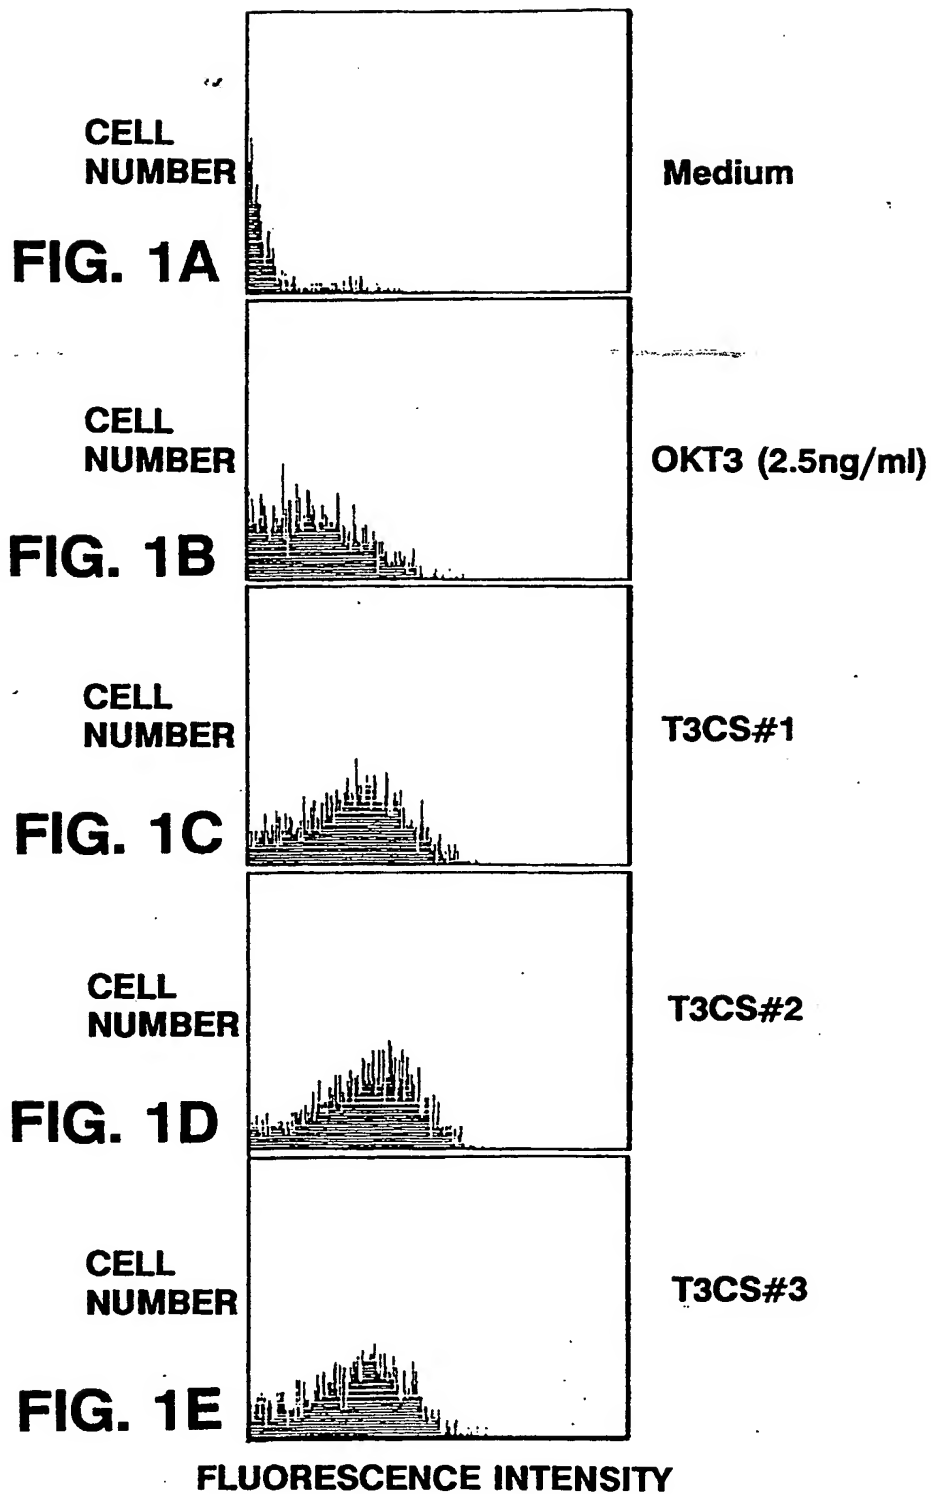 CELL
NUMBER
Medium
FIG. 1A
CELL
NUMBER
OKT3 (2.5ng/ml)
FIG. 1B
CELL
NUMBER
T3CS#1
FIG. 1C
CELL
NUMBER
T3CS#2
FIG. 1D
CELL
NUMBER
T3CS#3
FIG. 1E
FLUORESCENCE INTENSITY